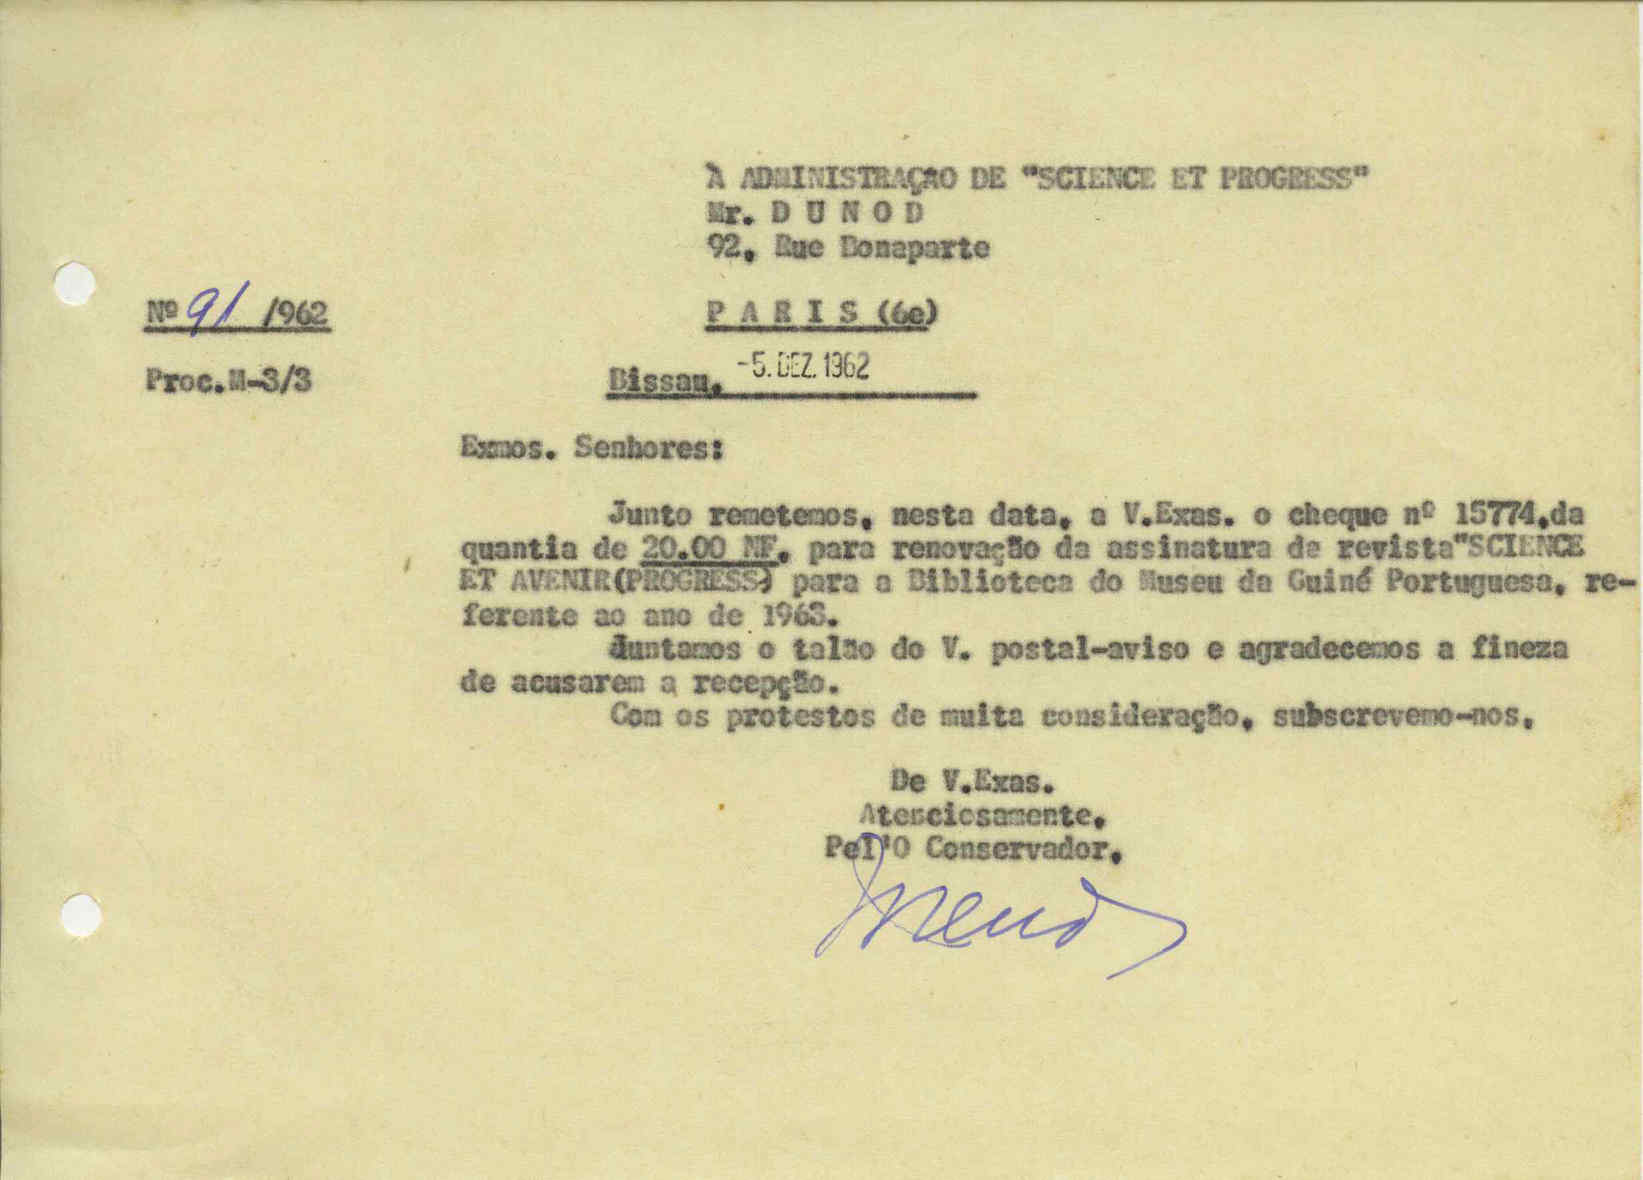 À ADMINISTRAÇÃO DE "SCIENCE ET PROGRESS"
Mr. D U N O D
92, Rue Bonaparte
Nº 91 /962
P A R I S (6e)
-5. DEZ. 1962
Proc.M-3/3
Bissau,
Exmos. Senhores:
Junto remetemos, nesta data, a V.Exas. o cheque nº 15774,da
quantia de 20.00 NF, para renovação da assinatura da revista"SCIENCE
ET AVENIR(PROGRESS) para a Biblioteca do Museu da Guiné Portuguesa, re-
ferente ao ano de 1963.
Juntamos o talão do V. postal-aviso e agradecemos a fineza
de acusarem a recepção.
Com os protestos de muita consideração, subscrevemo-nos,
De V.Exas.
Atenciosamente,
Pel'O Conservador,